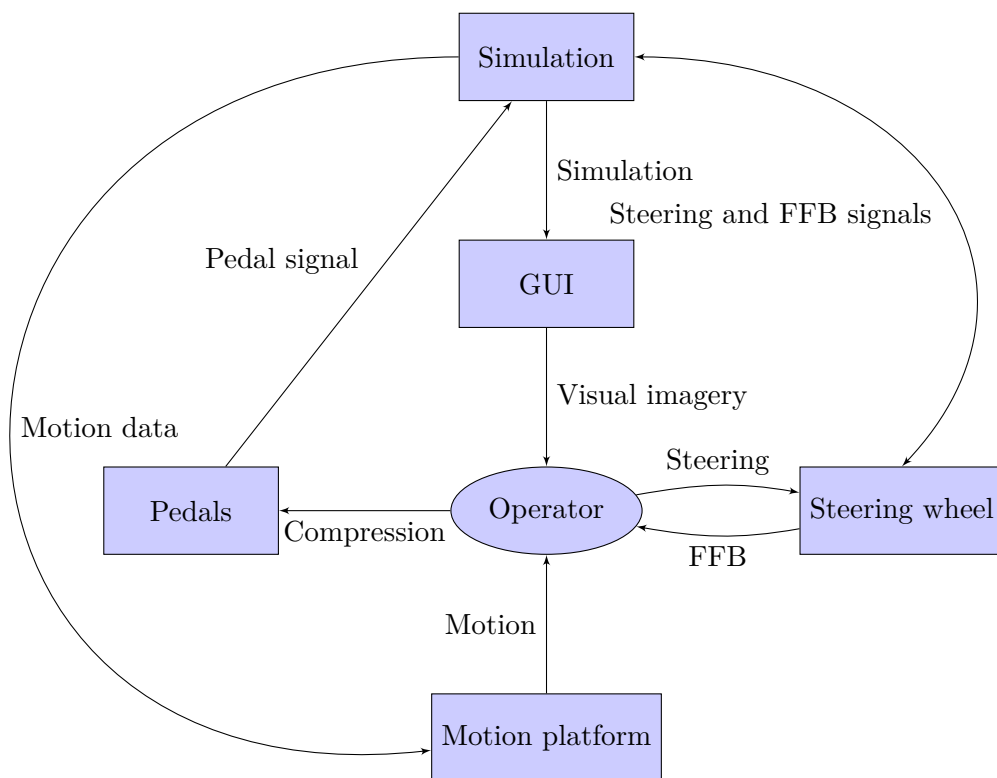 Simulation
Simulation
Steering and FFB signals
Pedal signal
GUI
Visual imagery
Motion data
Steering
Pedals
Operator
Steering wheel
Compression
FFB
Motion
Motion platform